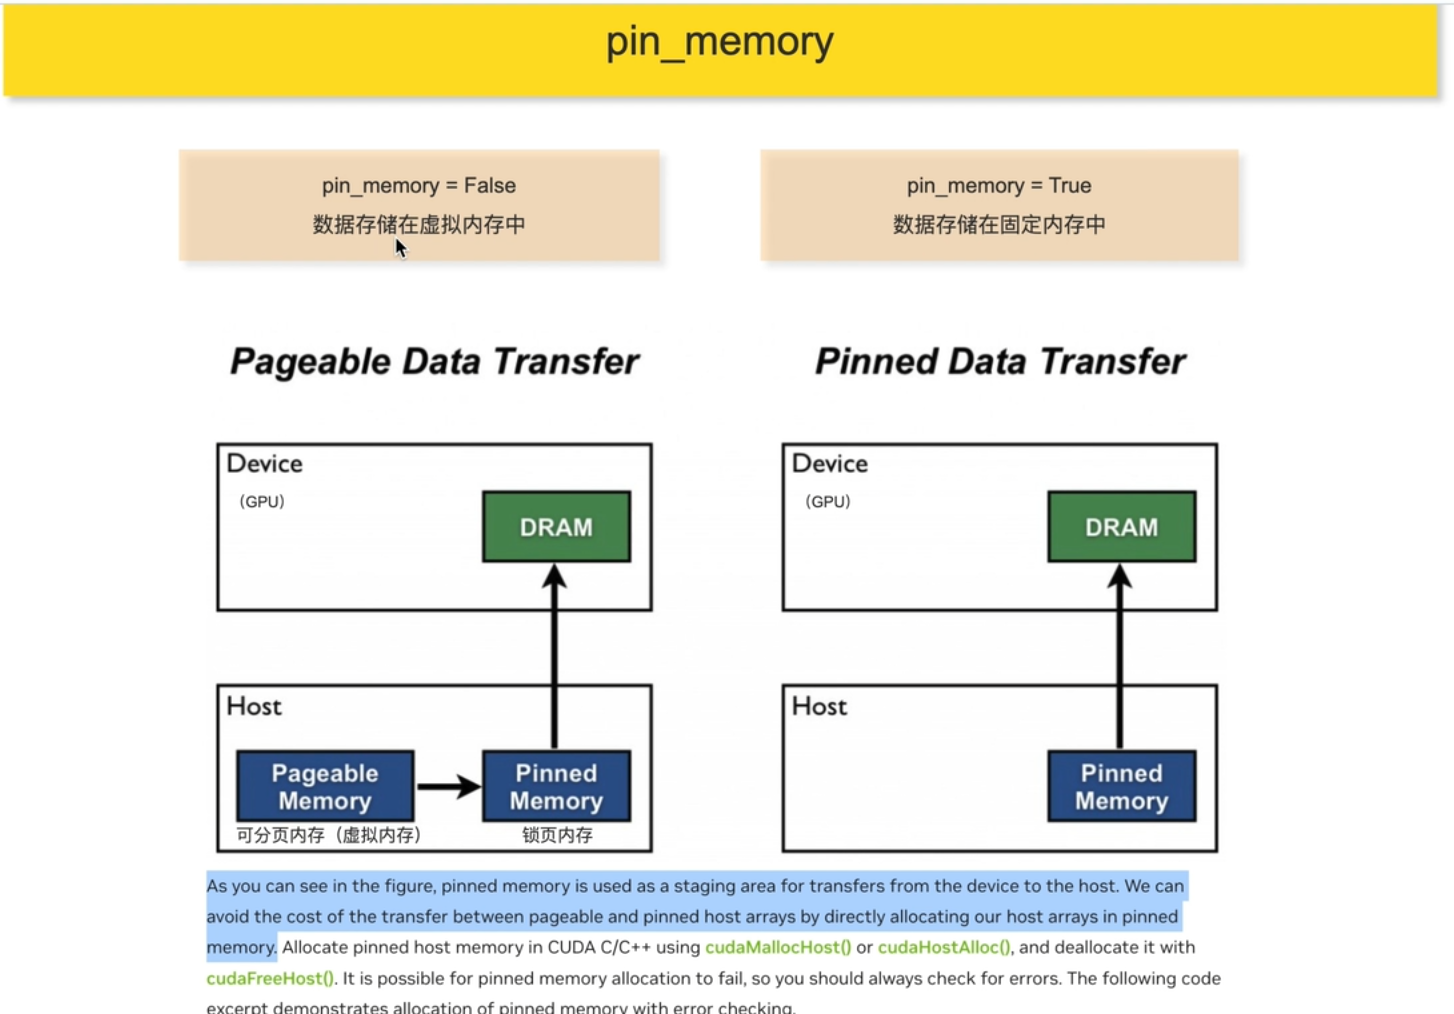 pin_memory
pin_memory = False
数据存储在虚拟内存中
pin_memory = True
数据存储在固定内存中
Pageable Data Transfer
Device
（GPU）
DRAM
Host
Pageable
Memory
Pinned
Memory
可分页内存（虚拟内存）
锁页内存
Pinned Data Transfer
Device
（GPU）
DRAM
Host
Pinned
Memory
As you can see in the figure, pinned memory is used as a staging area for transfers from the device to the host. We can
avoid the cost of the transfer between pageable and pinned host arrays by directly allocating our host arrays in pinned
memory. Allocate pinned host memory in CUDA C/C++ using cudaMallocHost() or cudaHostAlloc(), and deallocate it with
cudaFreeHost(). It is possible for pinned memory allocation to fail, so you should always check for errors. The following code
excerpt demonstrates allocation of pinned memory with error checking.